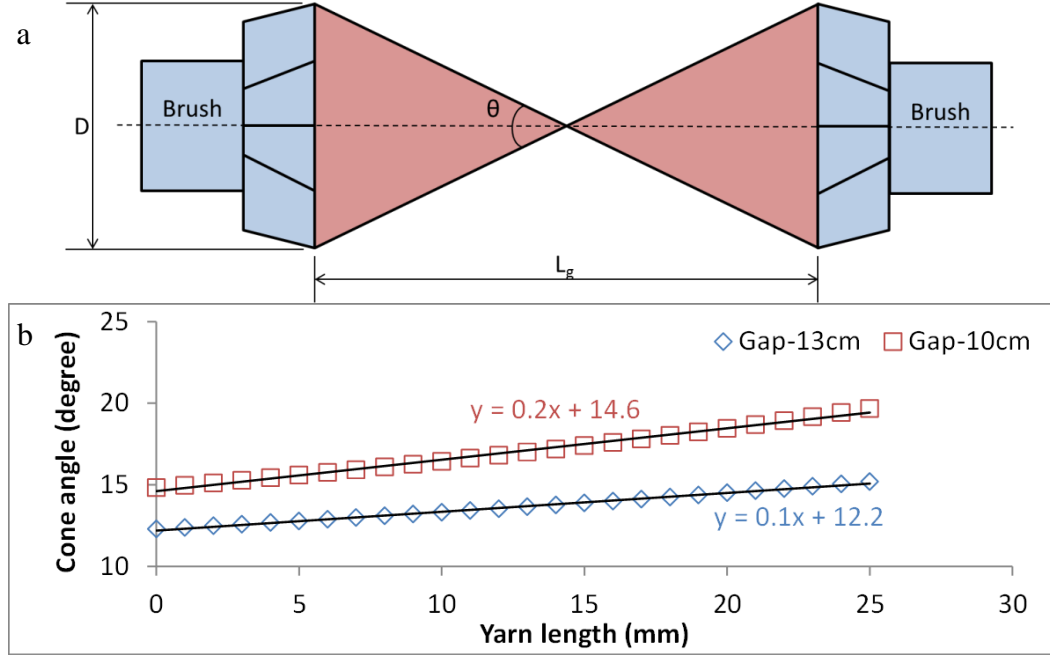 a
D
Brush
θ
Brush
L_g
b
Cone angle (degree)
25
20
15
10
Gap-13cm
Gap-10cm
y = 0.2x + 14.6
y = 0.1x + 12.2
0 5 10 15 20 25 30
Yarn length (mm)